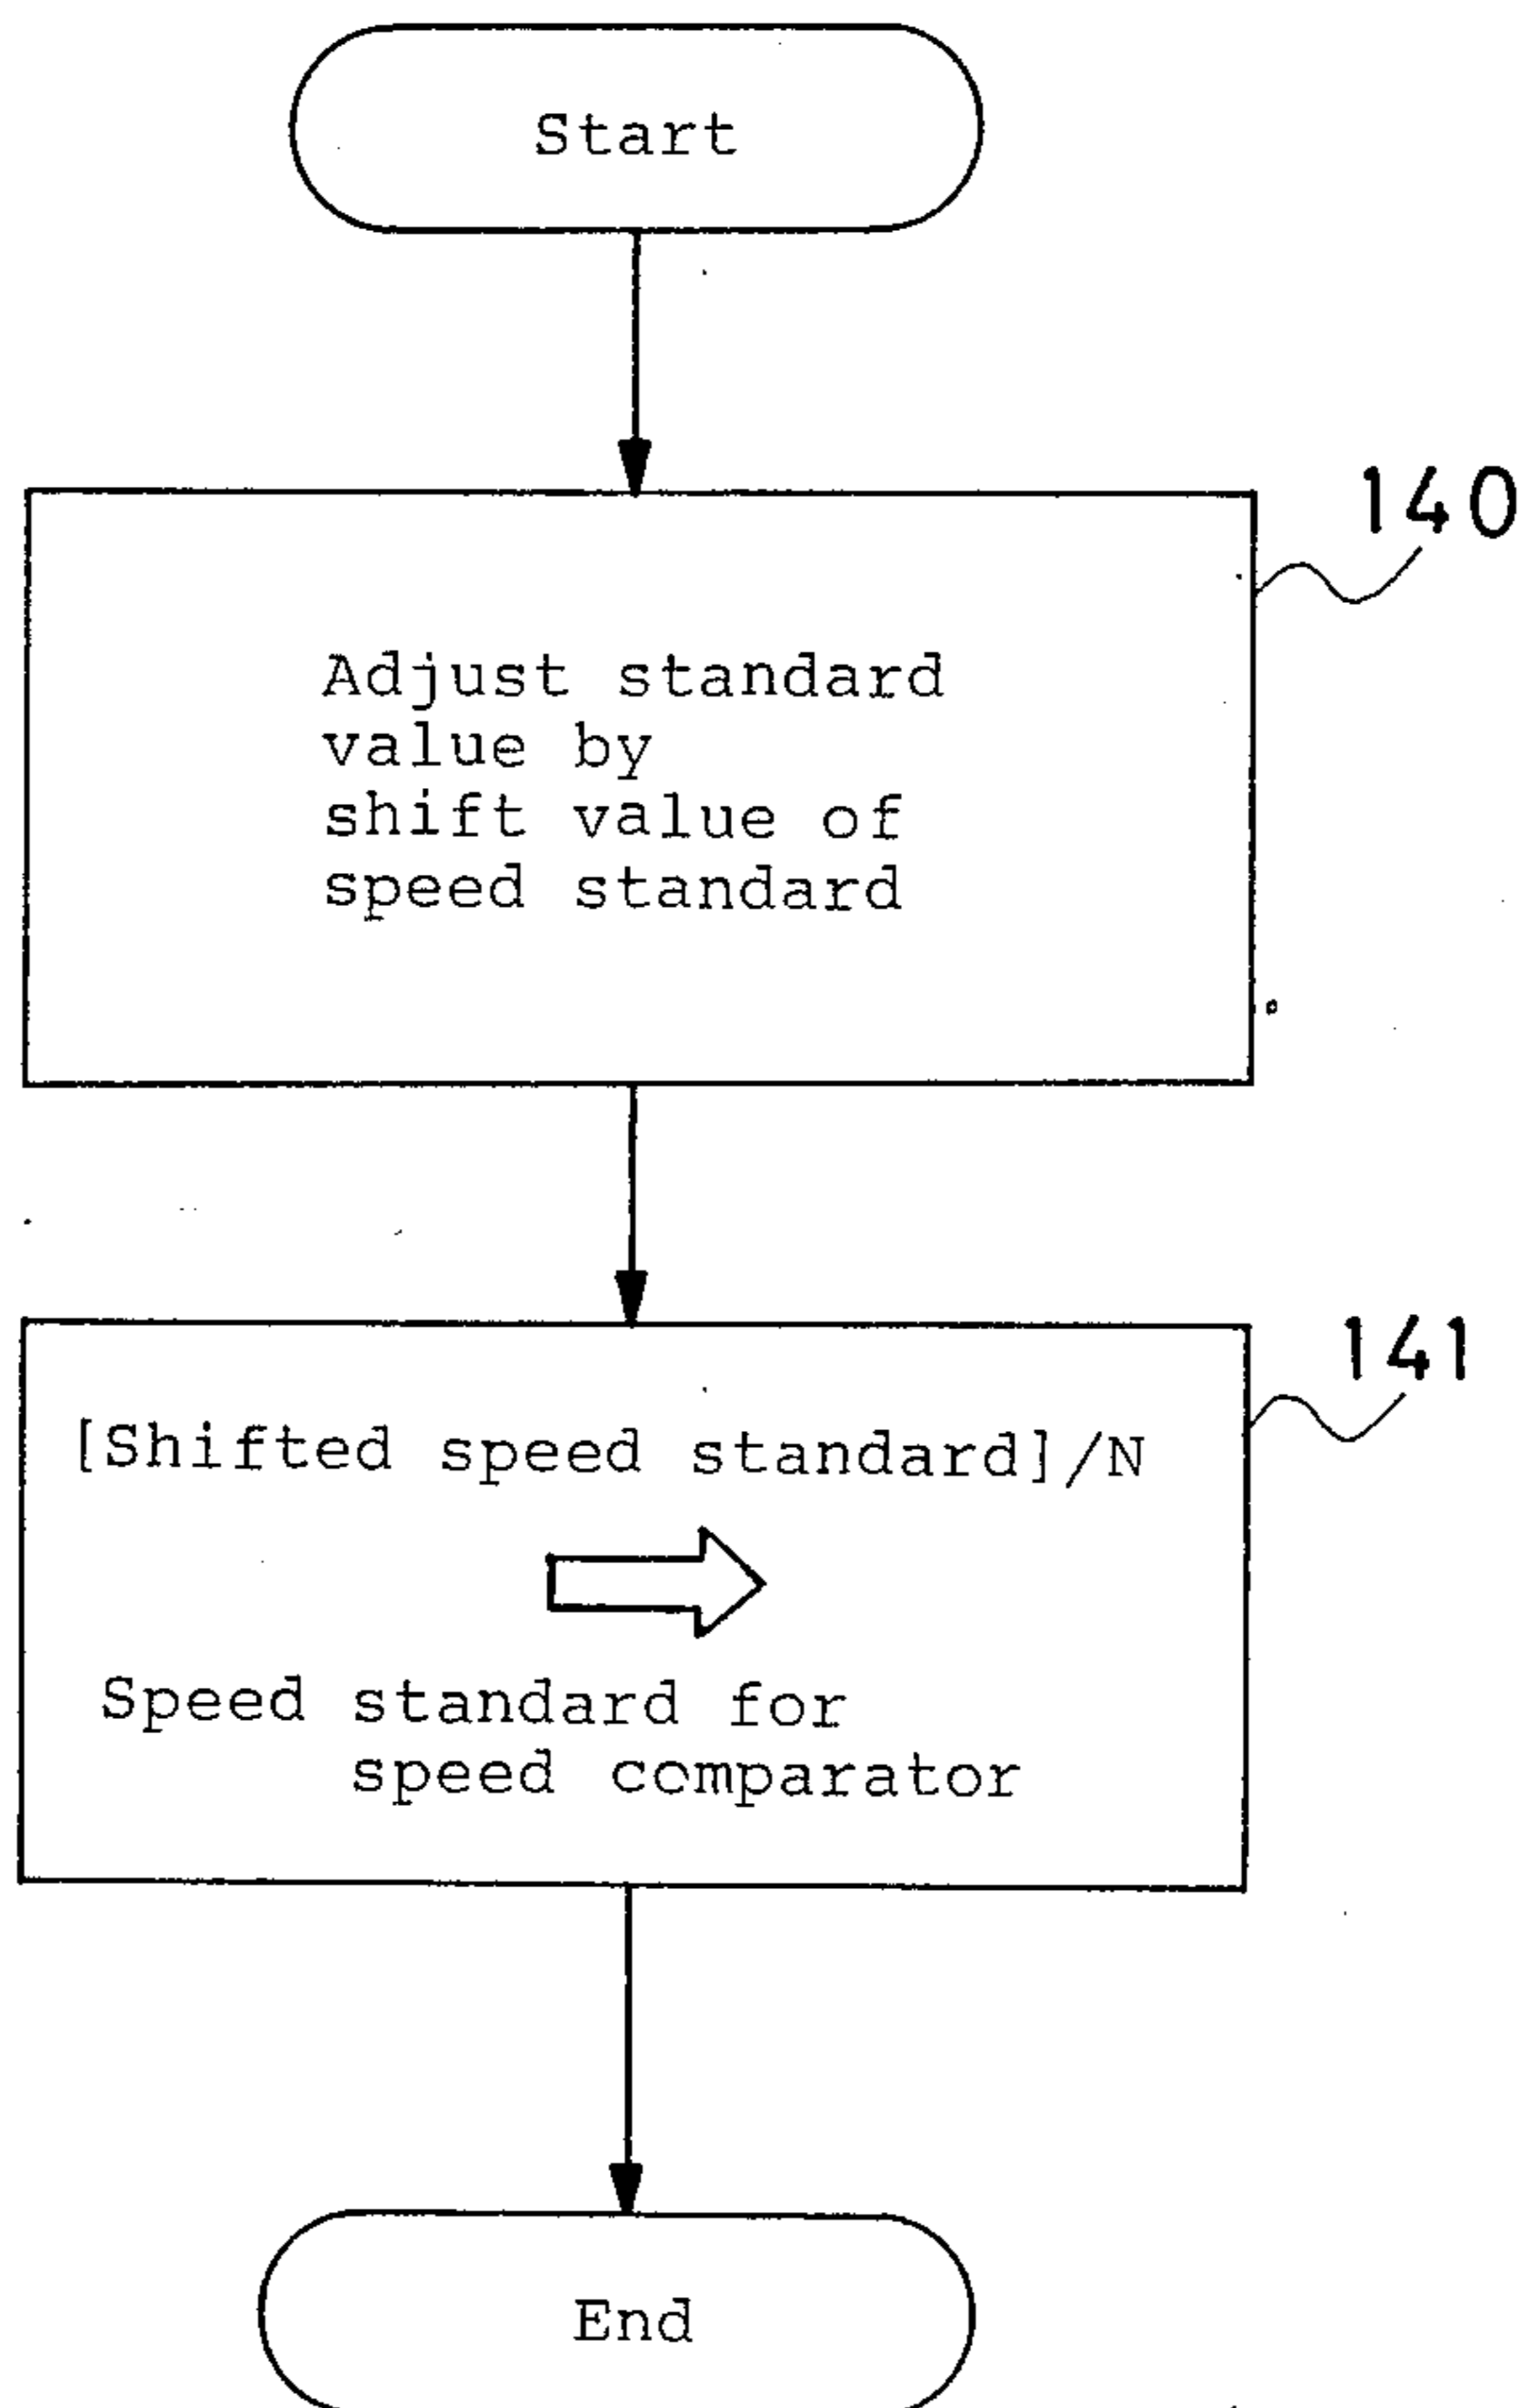 Start
140
Adjust standard
value by
shift value of
speed standard
141
[Shifted speed standard]/N
Speed standard for
speed comparator
End